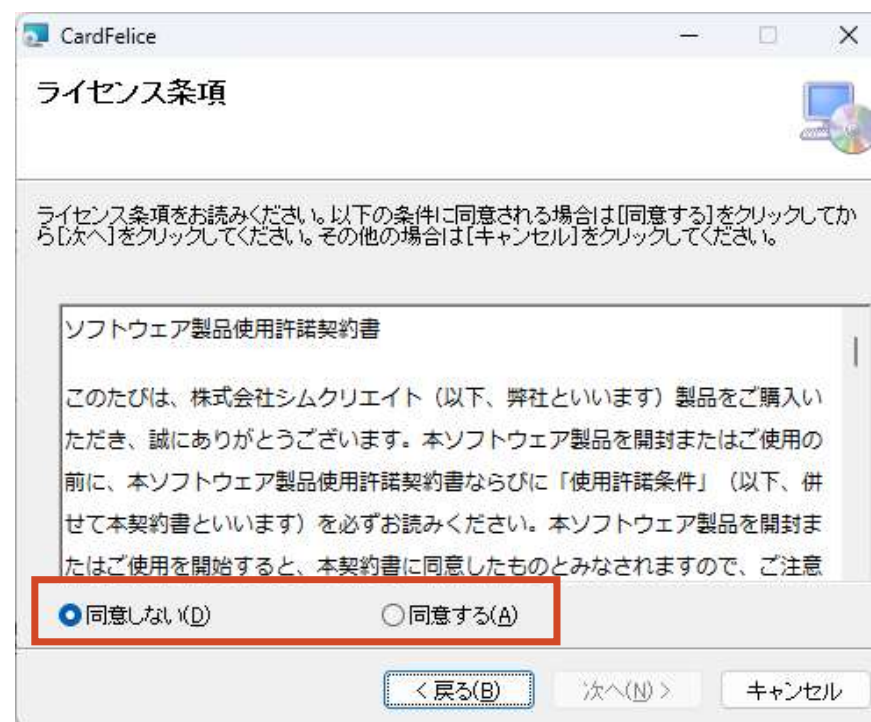 CardFelice
ライセンス条項
ライセンス条項をお読みください。以下の条件に同意される場合は[同意する]をクリックしてか
ら[次へ]をクリックしてください。その他の場合は[キャンセル]をクリックしてください。
ソフトウェア製品使用許諾契約書
このたびは、株式会社シムクリエイト（以下、弊社といいます）製品をご購入い
ただき、誠にありがとうございます。本ソフトウェア製品を開封またはご使用の
前に、本ソフトウェア製品使用許諾契約書ならびに「使用許諾条件」（以下、併
せて本契約書といいます）を必ずお読みください。本ソフトウェア製品を開封ま
たはご使用を開始すると、本契約書に同意したものとみなされますので、ご注意
同意しない(D) 同意する(A)
< 戻る(B) 次へ(N) > キャンセル